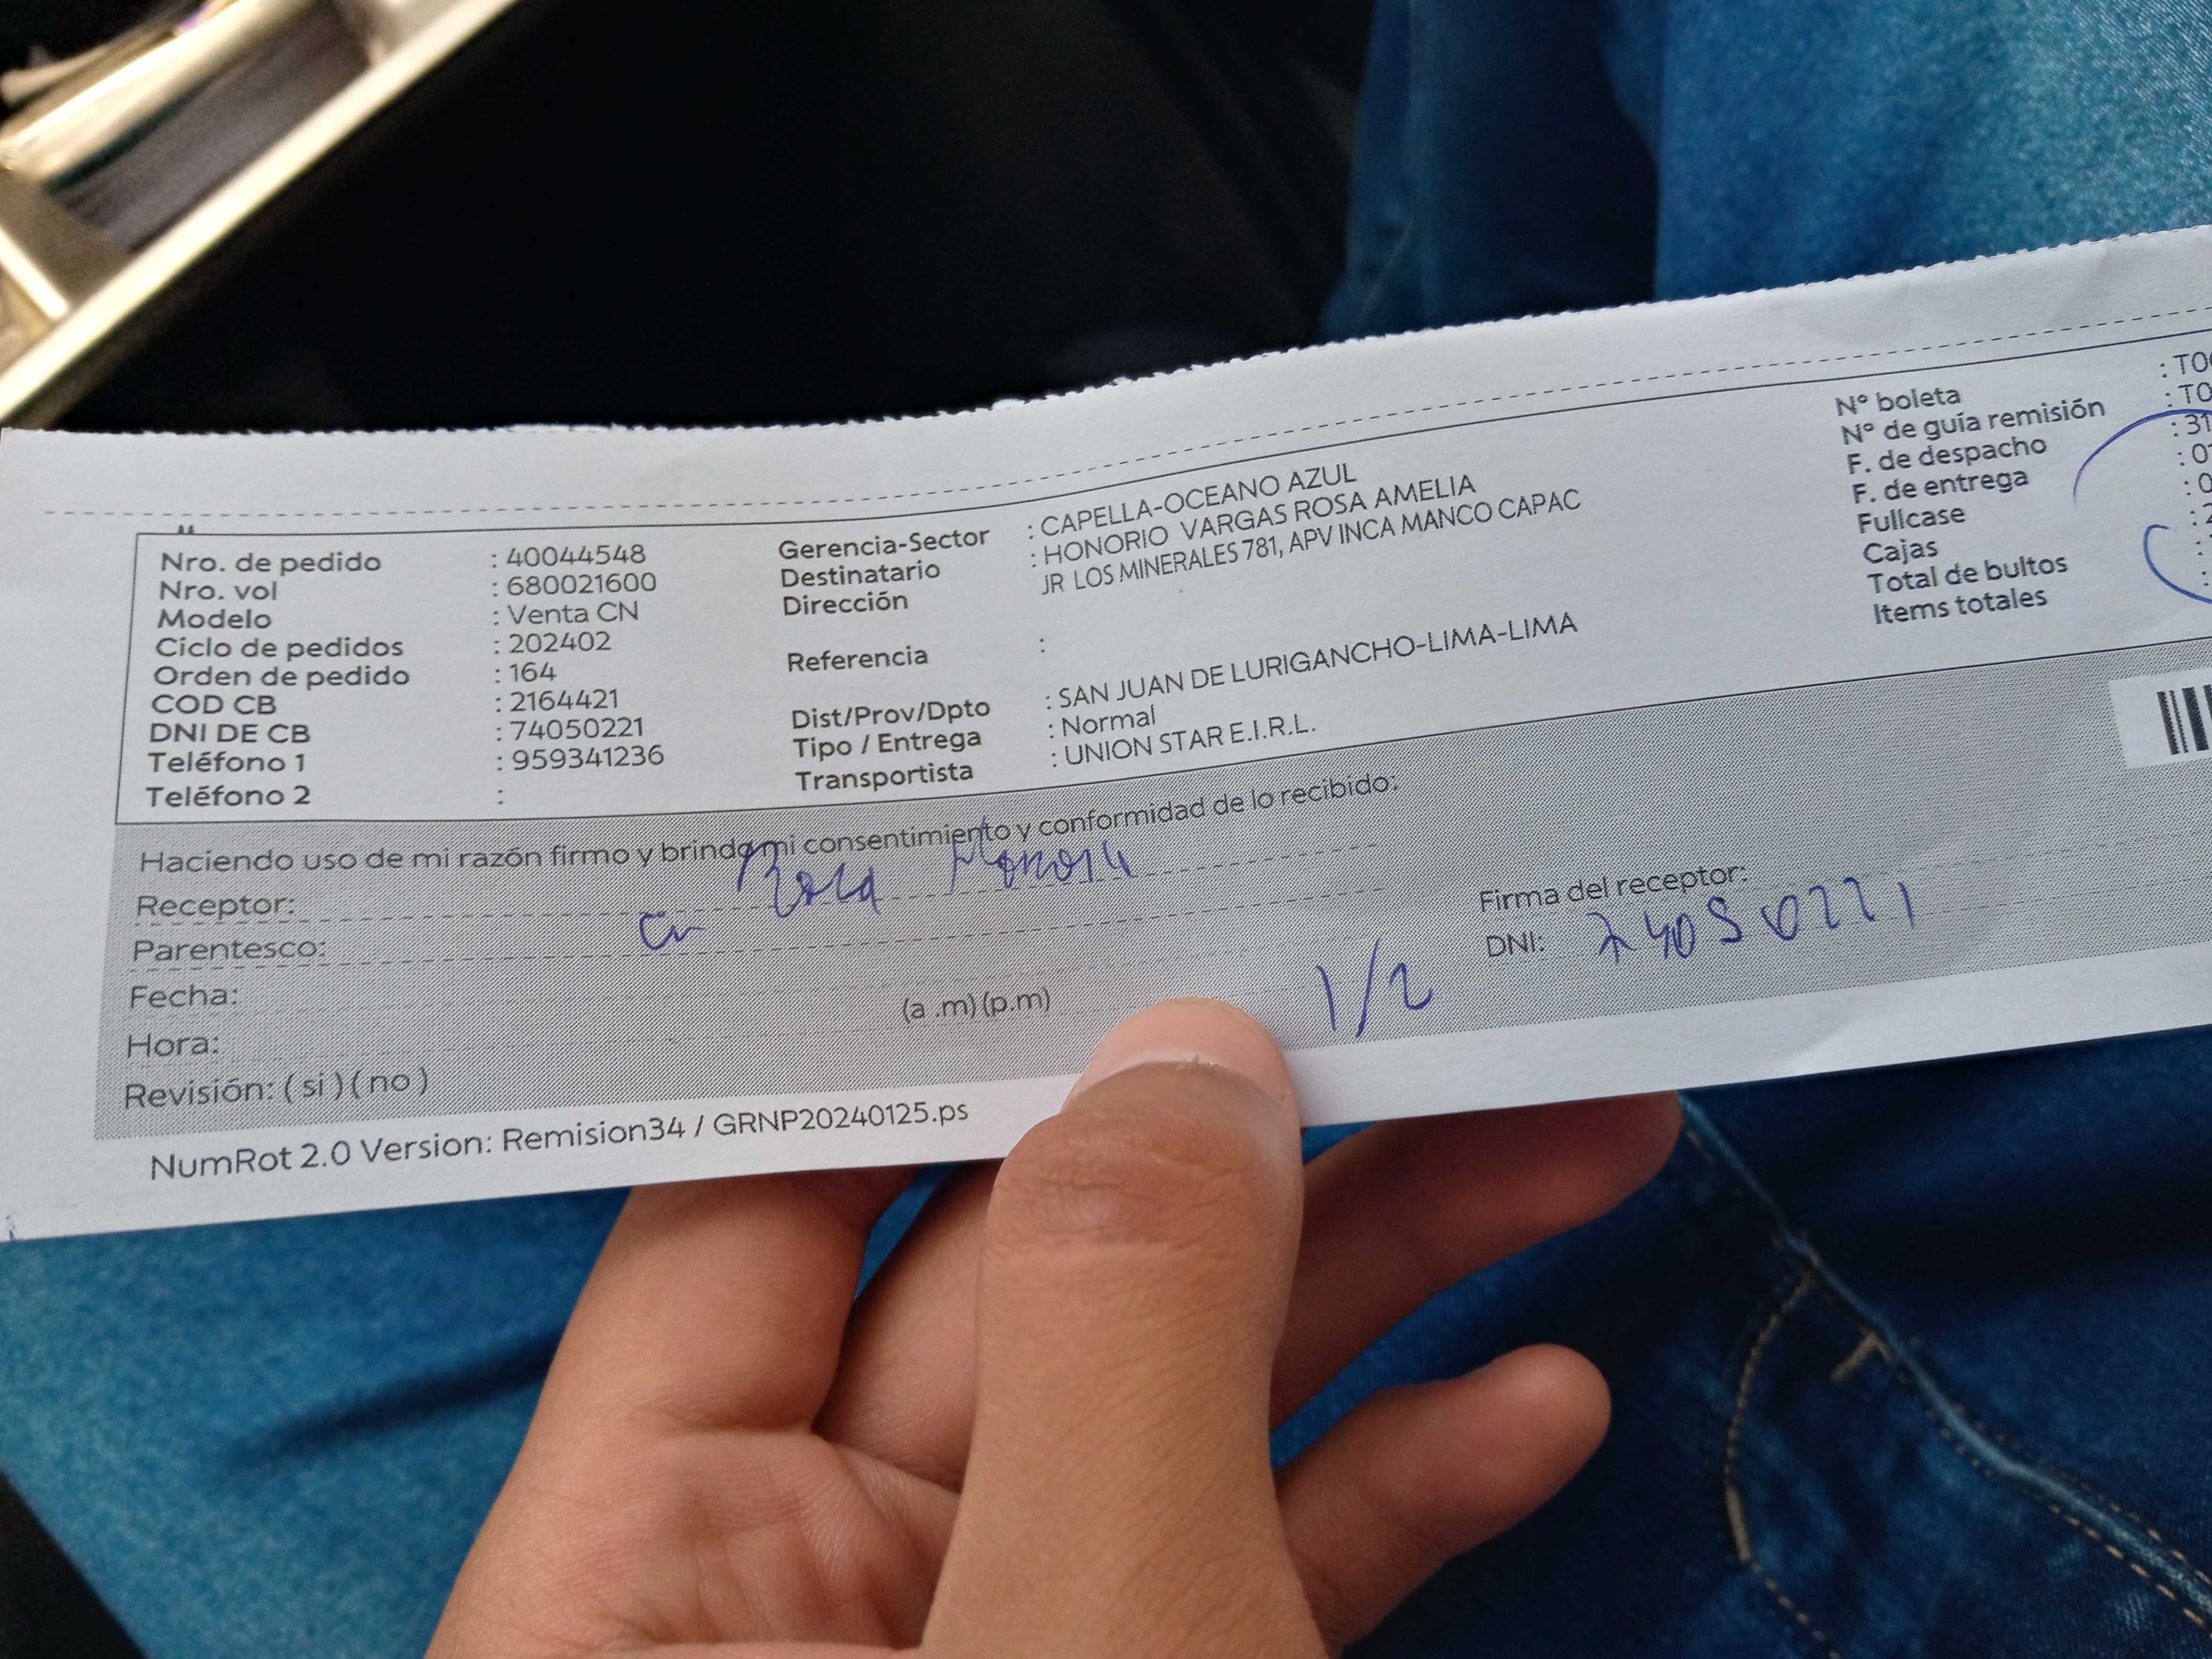 Nro. de pedido : 40044548
Nro. vol : 680021600
Modelo : Venta CN
Ciclo de pedidos : 202402
Orden de pedido : 164
COD CB : 2164421
DNI DE CB : 74050221
Teléfono 1 : 959341236
Teléfono 2 :
Gerencia-Sector : CAPELLA-OCEANO AZUL
Destinatario : HONORIO VARGAS ROSA AMELIA
Dirección JR LOS MINERALES 781, APV INCA MANCO CAPAC
Referencia :
Dist/Prov/Dpto : SAN JUAN DE LURIGANCHO-LIMA-LIMA
Tipo / Entrega : Normal
Transportista : UNION STAR E.I.R.L.
N° boleta
N° de guía remisión
F. de despacho : 31
F. de entrega
Fullcase
Cajas
Total de bultos
Items totales
Haciendo uso de mi razón firmo y brindo mi consentimiento y conformidad de lo recibido:
Receptor: Rosa
Parentesco:
Fecha:
Hora: (a .m) (p.m) 1/2
Revisión: ( si ) ( no )
Firma del receptor:
DNI: 74050221
NumRot 2.0 Version: Remision34 / GRNP20240125.ps